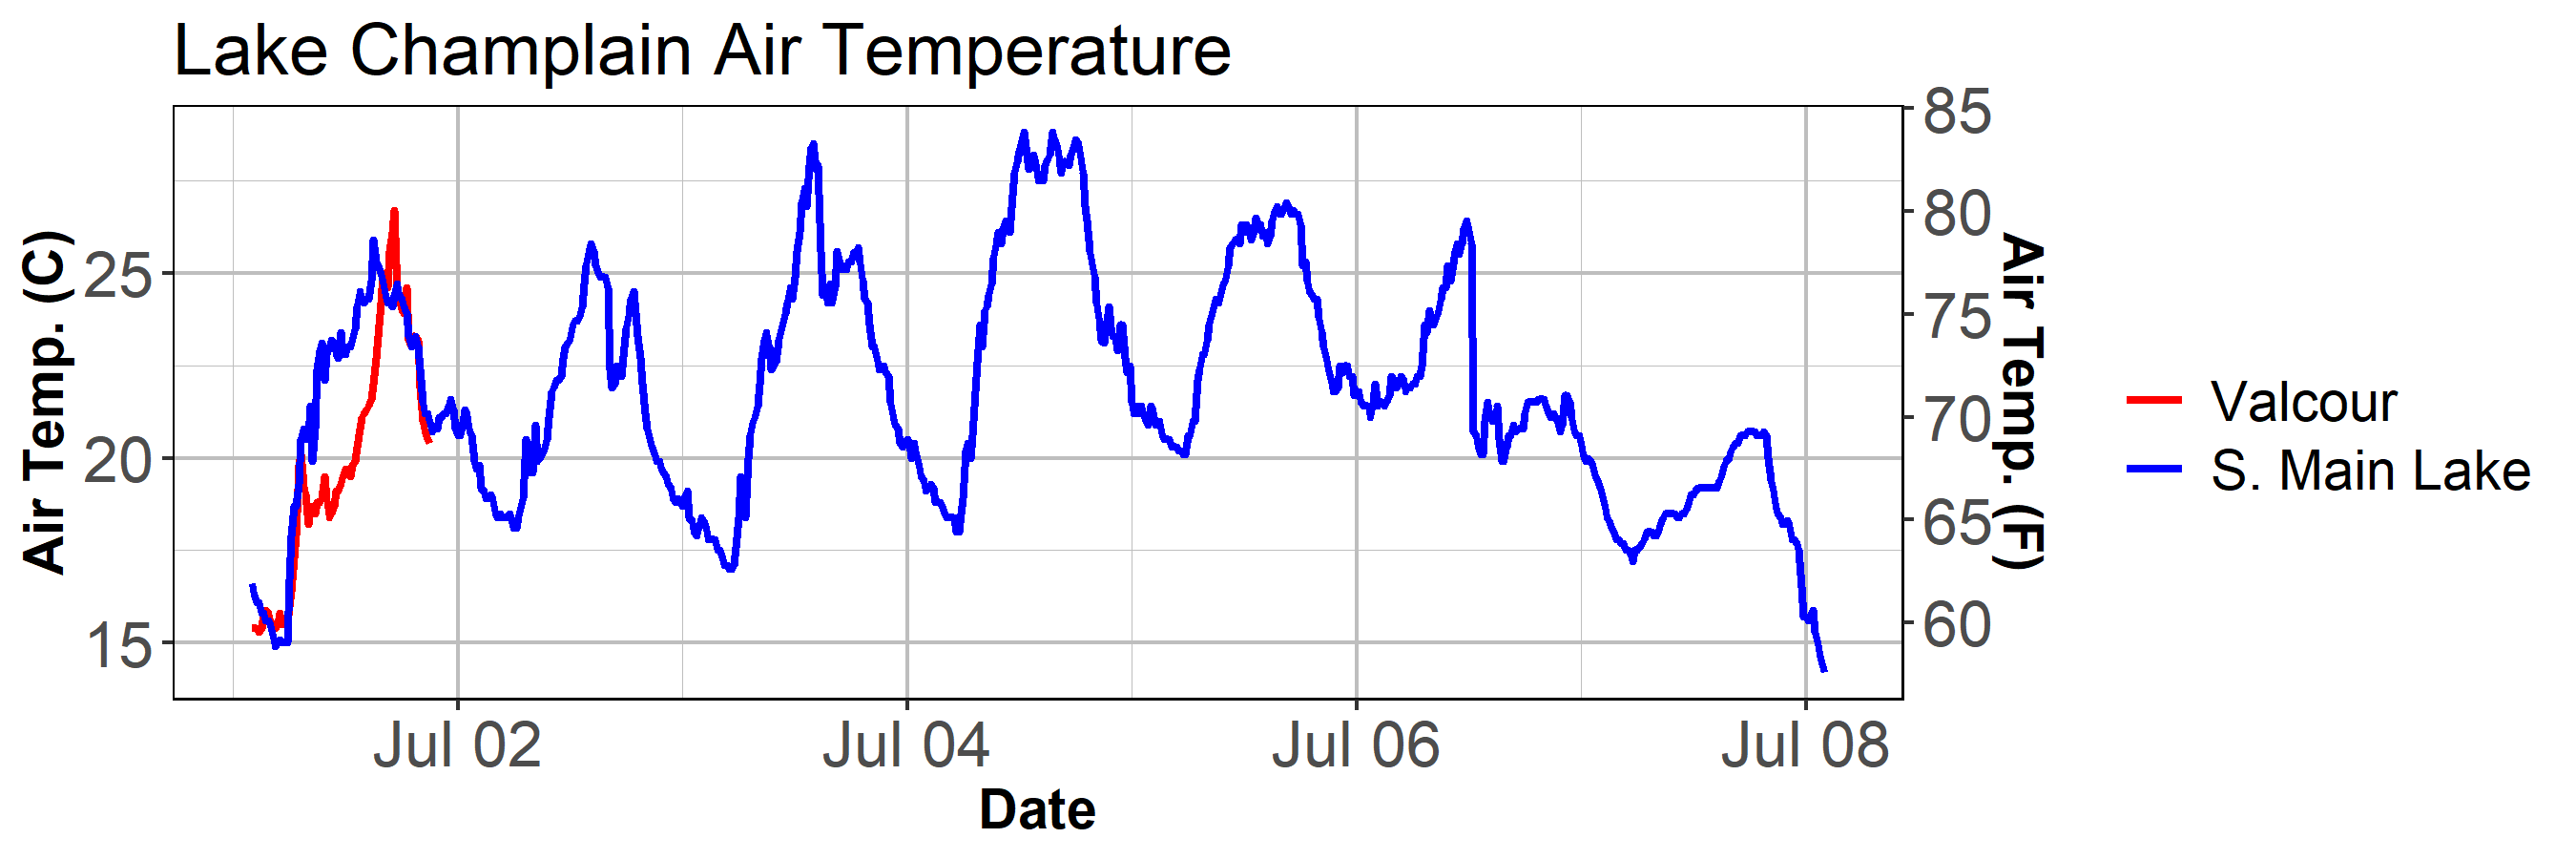 Lake Champlain Air Temperature
Air Temp. (C)
25
20
15
85
80
75
70
65
60
Air Temp. (F)
Jul 02 Jul 04 Jul 06 Jul 08
Date
Valcour
S. Main Lake